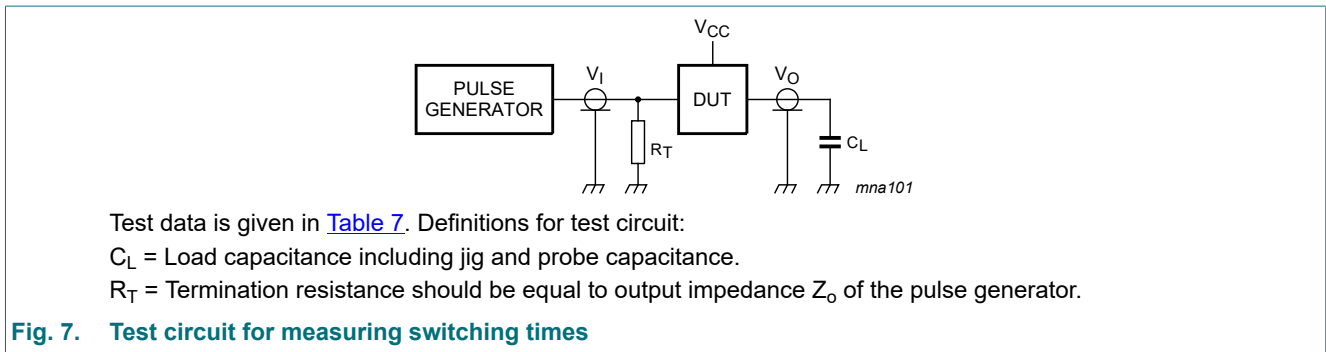 VCC
PULSE
GENERATOR
VI
DUT
VO
RT
CL
mna101
Test data is given in Table 7. Definitions for test circuit:
CL = Load capacitance including jig and probe capacitance.
RT = Termination resistance should be equal to output impedance Zo of the pulse generator.
Fig. 7. Test circuit for measuring switching times